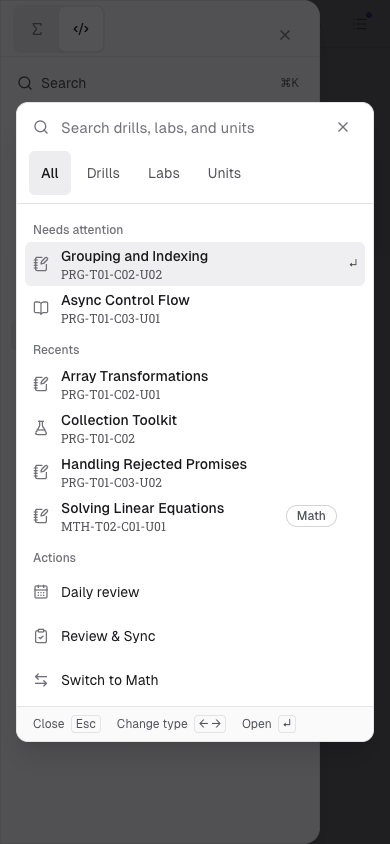 Σ </>
Search ⌘K
Search drills, labs, and units
All Drills Labs Units
Needs attention
Grouping and Indexing
PRG-T01-C02-U02
Async Control Flow
PRG-T01-C03-U01
Recents
Array Transformations
PRG-T01-C02-U01
Collection Toolkit
PRG-T01-C02
Handling Rejected Promises
PRG-T01-C03-U02
Solving Linear Equations
MTH-T02-C01-U01
Math
Actions
Daily review
Review & Sync
Switch to Math
Close Esc Change type ←→ Open ↵